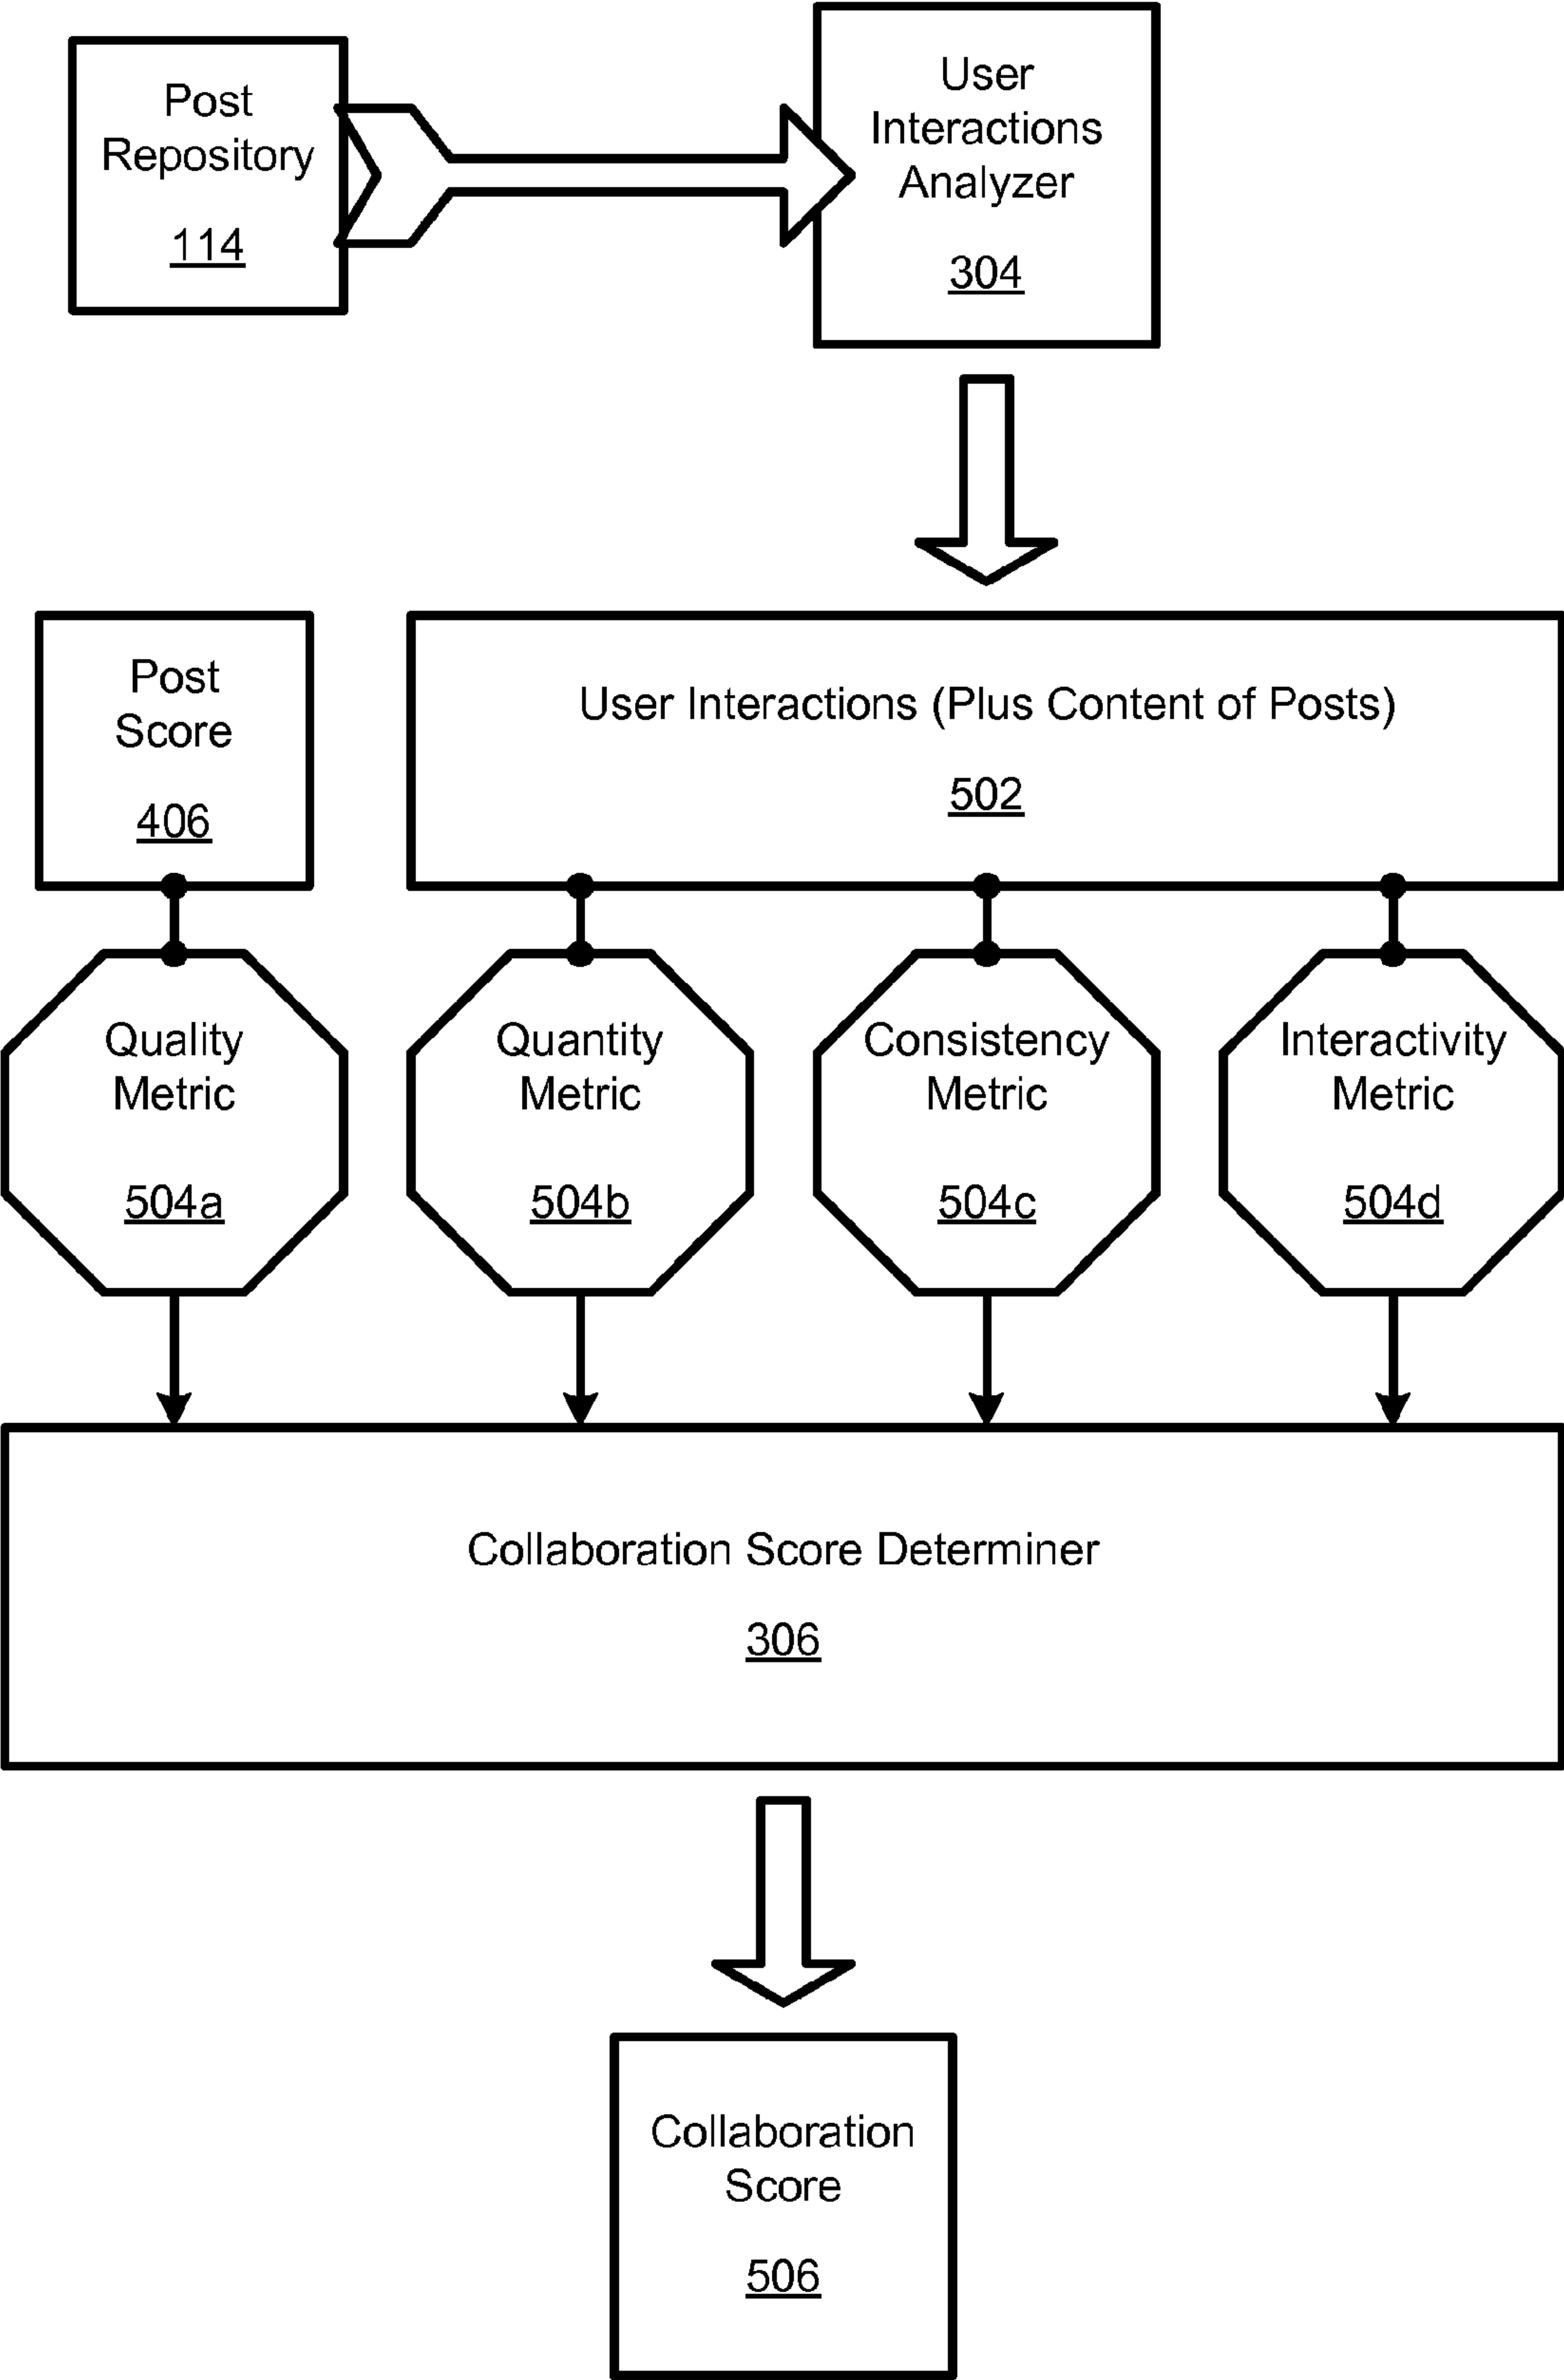 Post
Repository
114
User
Interactions
Analyzer
304
Post
Score
406
User Interactions (Plus Content of Posts)
502
Quality
Metric
504a
Quantity
Metric
504b
Consistency
Metric
504c
Interactivity
Metric
504d
Collaboration Score Determiner
306
Collaboration
Score
506